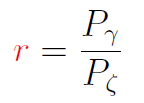 r = P_γ / P_ζ